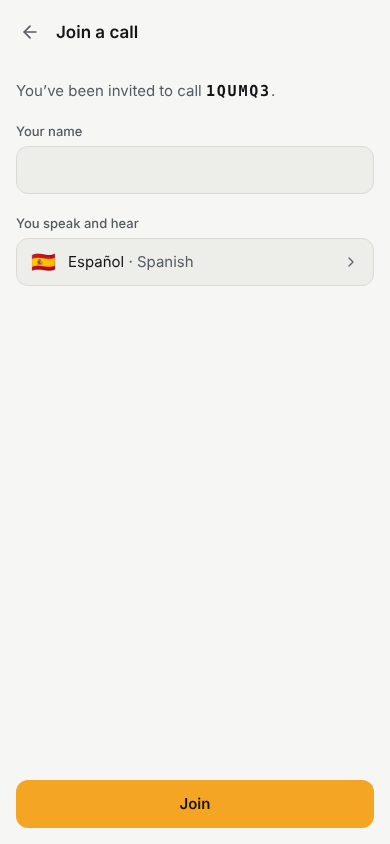 Join a call
You’ve been invited to call 1QUMQ3.
Your name
You speak and hear
Español · Spanish
Join